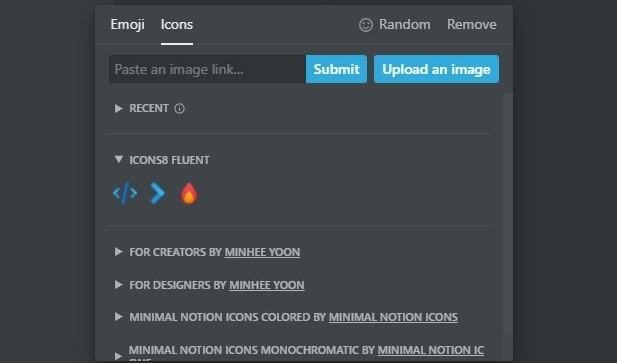 Emoji Icons Random Remove
Paste an image link... Submit Upload an image
RECENT
ICONS8 FLUENT
FOR CREATORS BY MINHEE YOON
FOR DESIGNERS BY MINHEE YOON
MINIMAL NOTION ICONS COLORED BY MINIMAL NOTION ICONS
MINIMAL NOTION ICONS MONOCHROMATIC BY MINIMAL NOTION IC
ONS